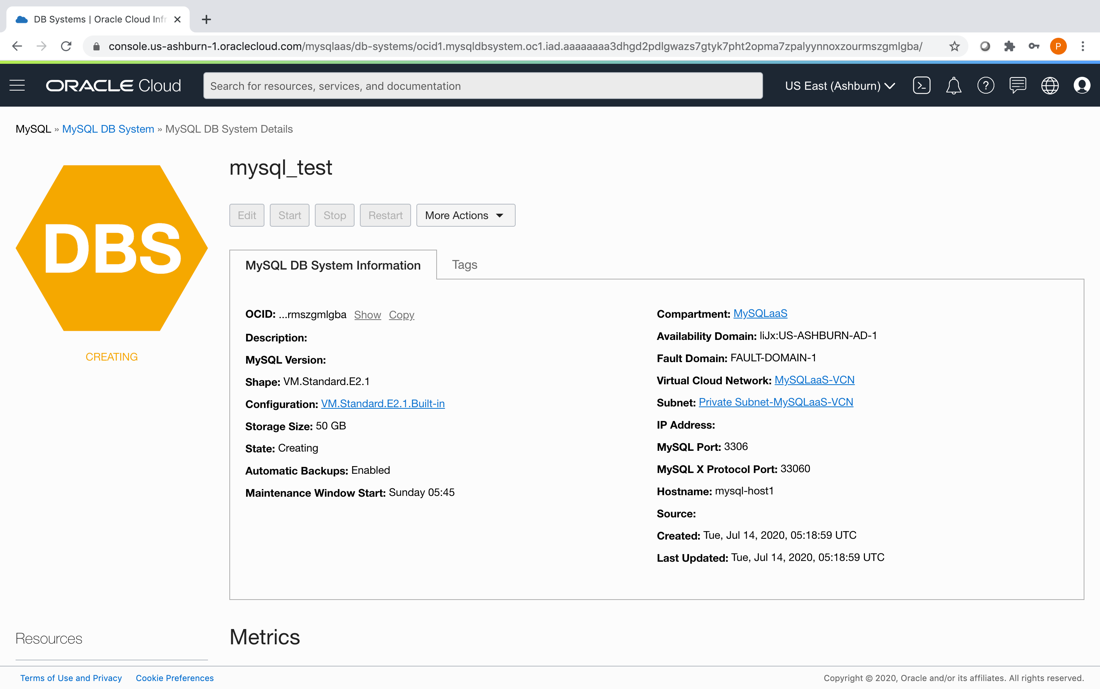 DB Systems | Oracle Cloud Infr
console.us-ashburn-1.oraclecloud.com/mysqlaas/db-systems/ocid1.mysqldbsystem.oc1.iad.aaaaaaaa3dhgd2pdlgwazs7gtyk7pht2opma7zpalyynnoxzourmszgmlgba/
P
ORACLE Cloud
Search for resources, services, and documentation
US East (Ashburn)
MySQL » MySQL DB System » MySQL DB System Details
DBS
CREATING
mysql_test
Edit Start Stop Restart More Actions
MySQL DB System Information Tags
OCID: ...rmszgmlgba Show Copy
Description:
MySQL Version:
Shape: VM.Standard.E2.1
Configuration: VM.Standard.E2.1.Built-in
Storage Size: 50 GB
State: Creating
Automatic Backups: Enabled
Maintenance Window Start: Sunday 05:45
Compartment: MySQLaaS
Availability Domain: liJx:US-ASHBURN-AD-1
Fault Domain: FAULT-DOMAIN-1
Virtual Cloud Network: MySQLaaS-VCN
Subnet: Private Subnet-MySQLaaS-VCN
IP Address:
MySQL Port: 3306
MySQL X Protocol Port: 33060
Hostname: mysql-host1
Source:
Created: Tue, Jul 14, 2020, 05:18:59 UTC
Last Updated: Tue, Jul 14, 2020, 05:18:59 UTC
Resources
Metrics
Terms of Use and Privacy Cookie Preferences
Copyright © 2020, Oracle and/or its affiliates. All rights reserved.